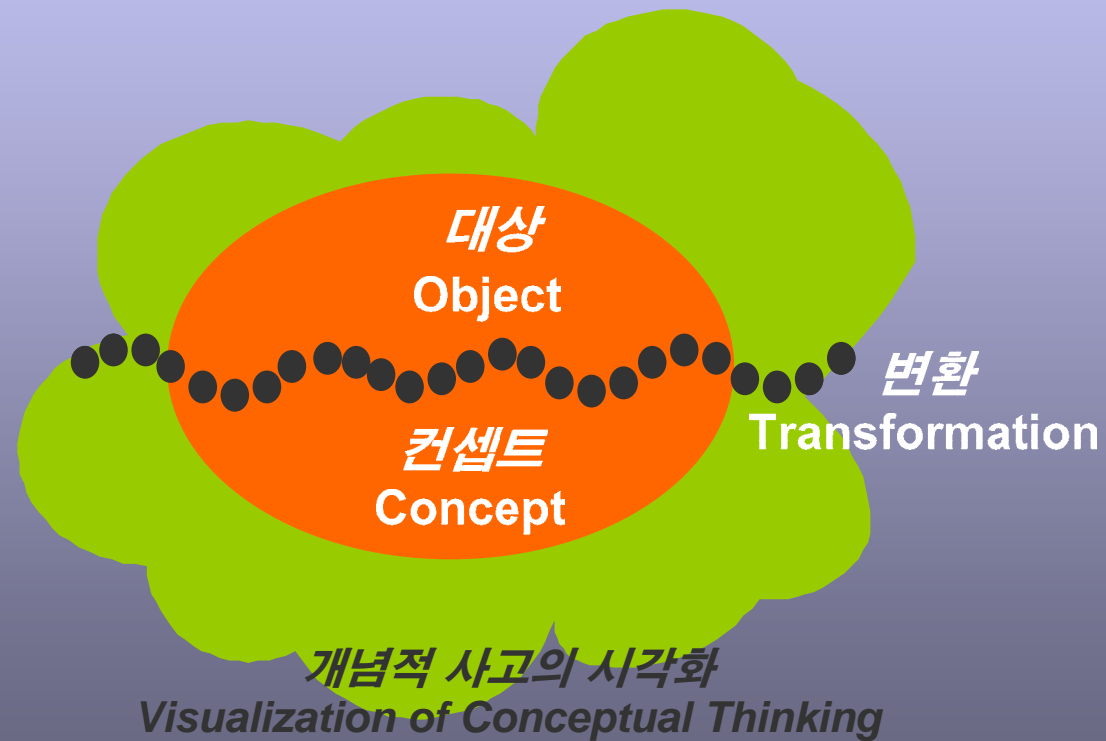 대상
Object
변환
Transformation
컨셉트
Concept
개념적 사고의 시각화
Visualization of Conceptual Thinking